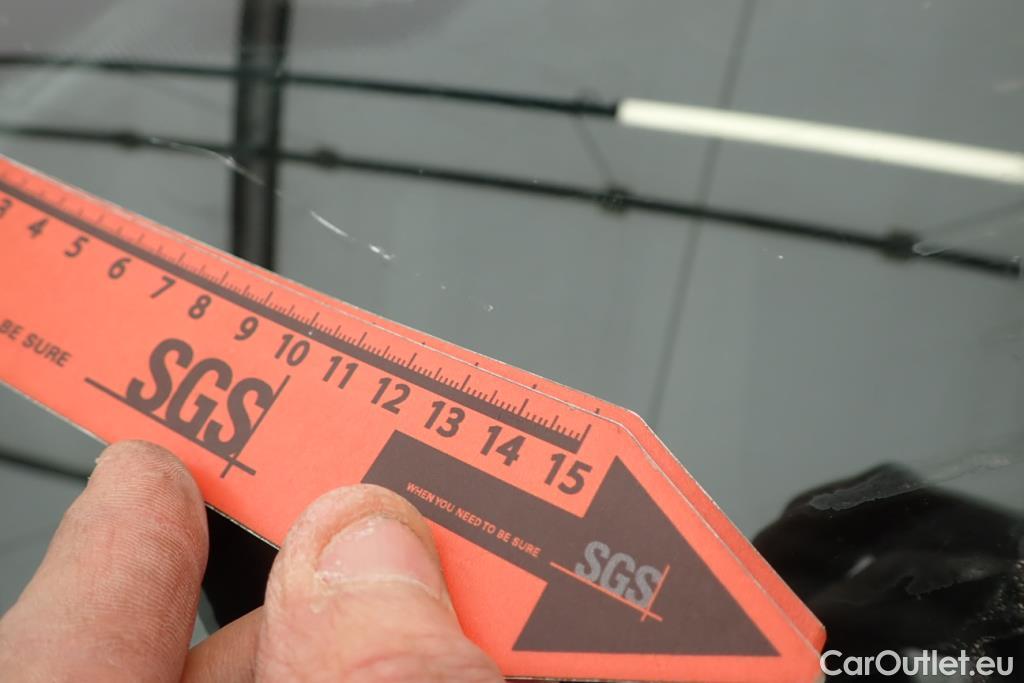 3 4 5 6 7 8 9 10 11 12 13 14 15
BE SURE
SGS
WHEN YOU NEED TO BE SURE
SGS
CarOutlet.eu